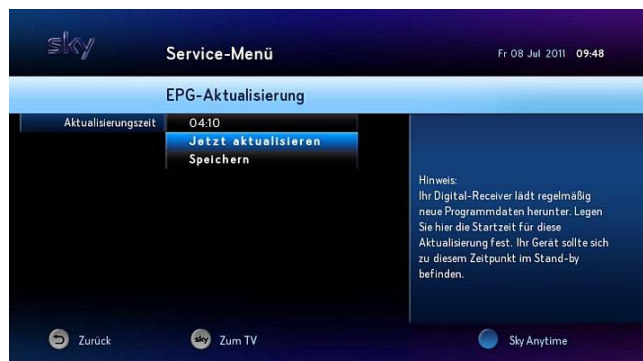 sky
Service-Menü
Fr 08 Jul 2011 09:48
EPG-Aktualisierung
Aktualisierungszeit 04:10
Jetzt aktualisieren
Speichern
Hinweis:
Ihr Digital-Receiver lädt regelmäßig
neue Programmdaten herunter. Legen
Sie hier die Startzeit für diese
Aktualisierung fest. Ihr Gerät sollte sich
zu diesem Zeitpunkt im Stand-by
befinden.
Zurück
sky Zum TV
Sky Anytime